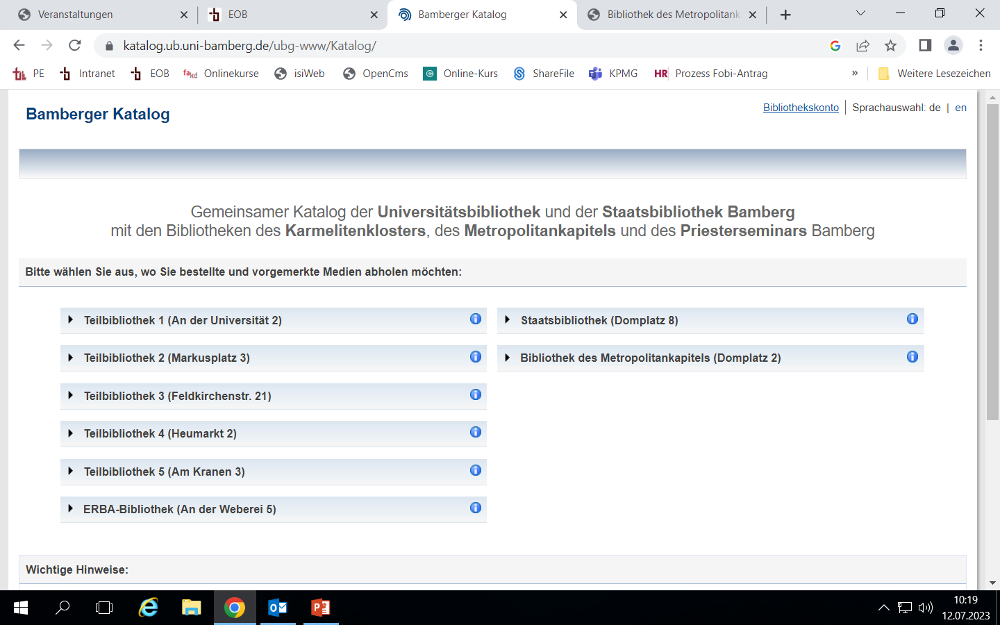 Veranstaltungen
EOB
Bamberger Katalog
Bibliothek des Metropolitank
katalog.ub.uni-bamberg.de/ubg-www/Katalog/
PE
Intranet
EOB
fakd Onlinekurse
isiWeb
OpenCms
Online-Kurs
ShareFile
KPMG
HR Prozess Fobi-Antrag
»
Weitere Lesezeichen
Bamberger Katalog
Bibliothekskonto
Sprachauswahl: de | en
Gemeinsamer Katalog der Universitätsbibliothek und der Staatsbibliothek Bamberg
mit den Bibliotheken des Karmelitenklosters, des Metropolitankapitels und des Priesterseminars Bamberg
Bitte wählen Sie aus, wo Sie bestellte und vorgemerkte Medien abholen möchten:
Teilbibliothek 1 (An der Universität 2)
Teilbibliothek 2 (Markusplatz 3)
Teilbibliothek 3 (Feldkirchenstr. 21)
Teilbibliothek 4 (Heumarkt 2)
Teilbibliothek 5 (Am Kranen 3)
ERBA-Bibliothek (An der Weberei 5)
Staatsbibliothek (Domplatz 8)
Bibliothek des Metropolitankapitels (Domplatz 2)
Wichtige Hinweise:
10:19
12.07.2023